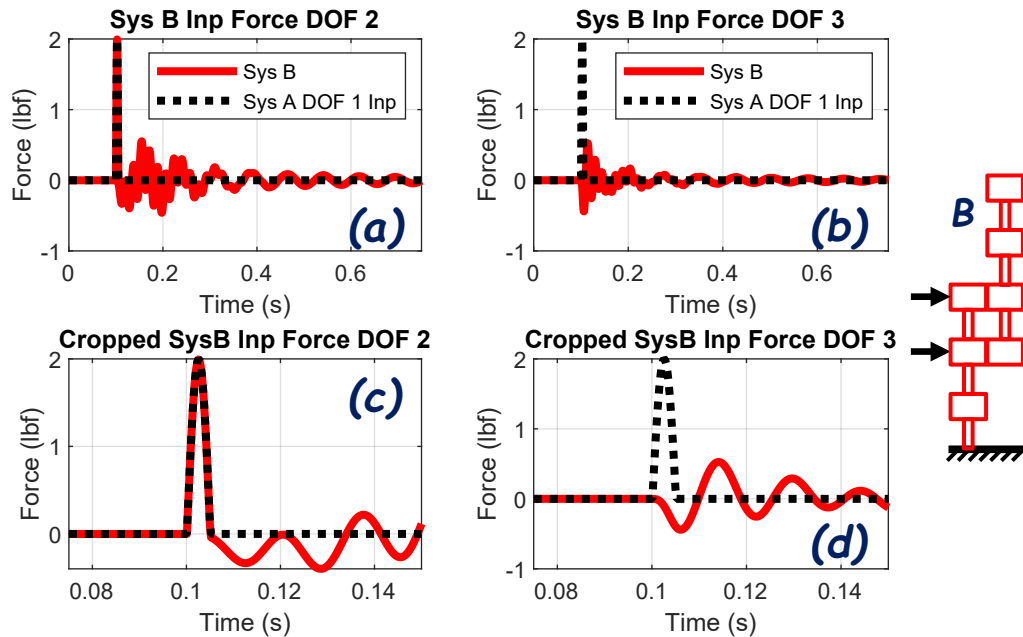 Sys B Inp Force DOF 2
Force (lbf)
2
1
0
-1
Sys B
Sys A DOF 1 Inp
(a)
0
0.2
0.4
0.6
Time (s)
Sys B Inp Force DOF 3
Force (lbf)
2
1
0
-1
Sys B
Sys A DOF 1 Inp
(b)
0
0.2
0.4
0.6
Time (s)
B
Cropped SysB Inp Force DOF 2
Force (lbf)
2
1
0
(c)
0.08
0.1
0.12
0.14
Time (s)
Cropped SysB Inp Force DOF 3
Force (lbf)
2
1
0
-1
(d)
0.08
0.1
0.12
0.14
Time (s)